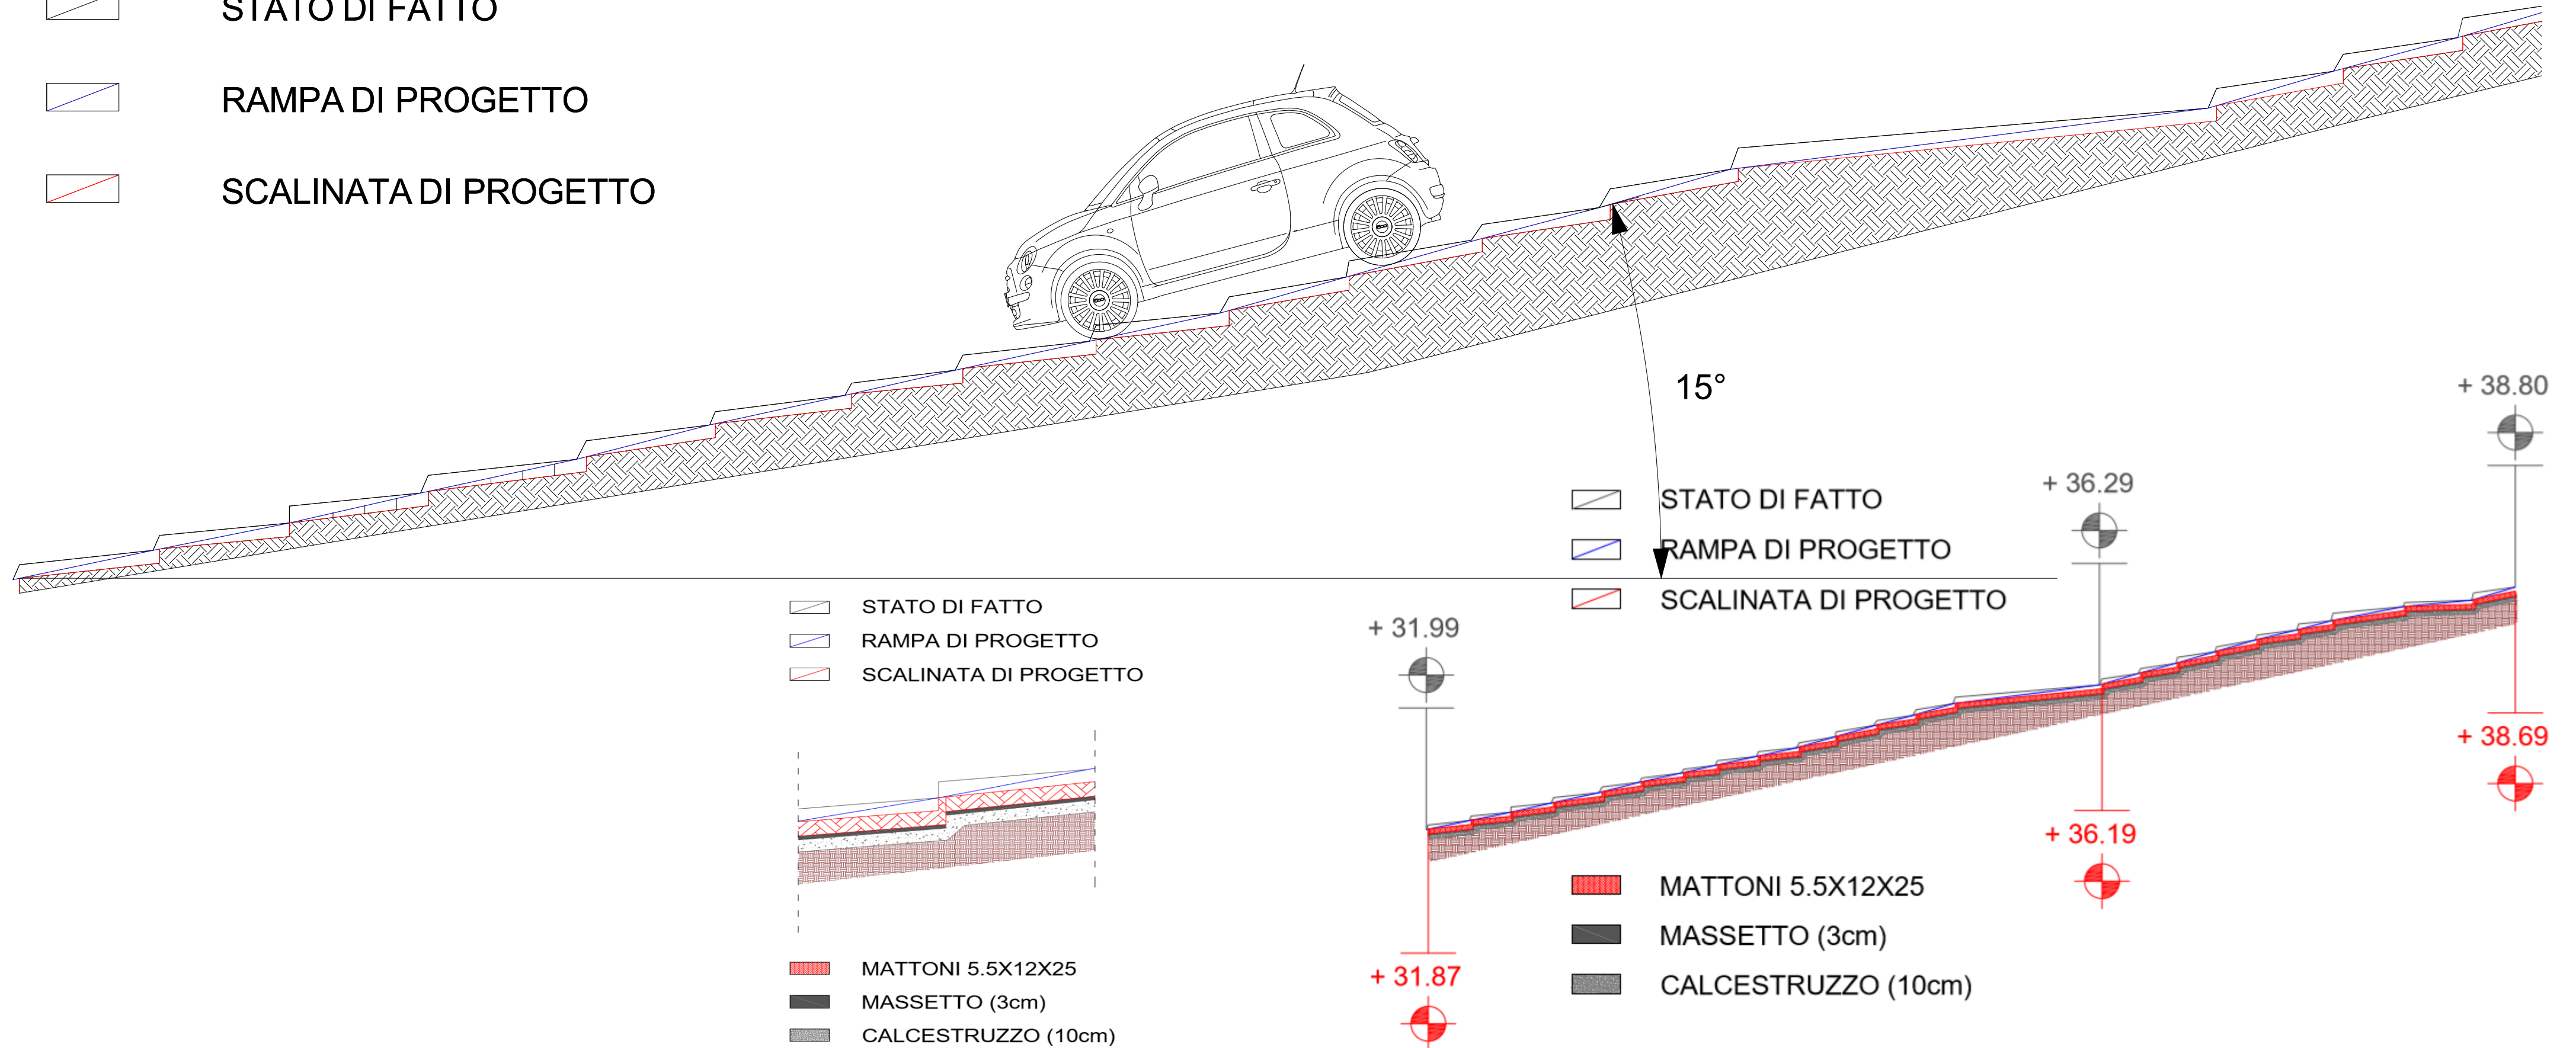 STATO DI FATTO
RAMPA DI PROGETTO
SCALINATA DI PROGETTO
15°
+ 38.80
+ 36.29
STATO DI FATTO
RAMPA DI PROGETTO
SCALINATA DI PROGETTO
STATO DI FATTO
RAMPA DI PROGETTO
SCALINATA DI PROGETTO
+ 31.99
+ 38.69
+ 36.19
+ 31.87
MATTONI 5.5X12X25
MASSETTO (3cm)
CALCESTRUZZO (10cm)
MATTONI 5.5X12X25
MASSETTO (3cm)
CALCESTRUZZO (10cm)